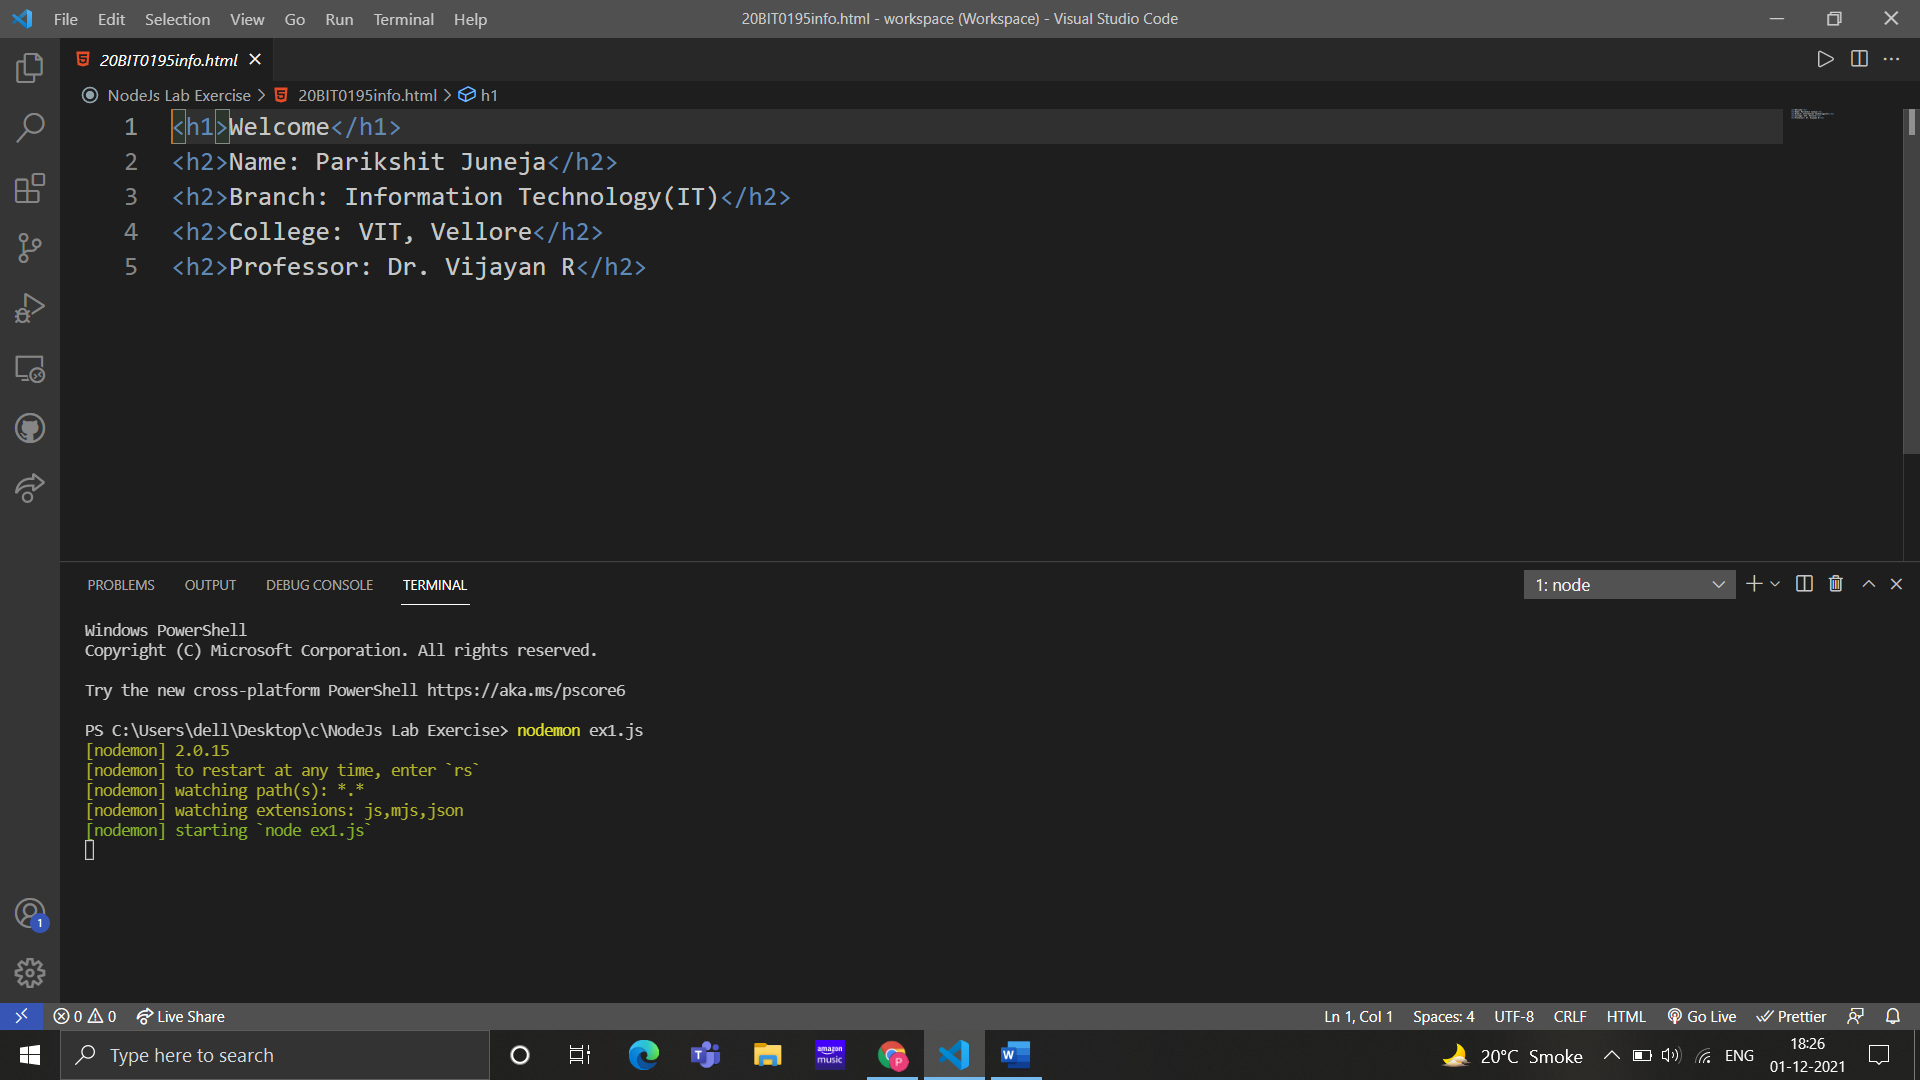 File Edit Selection View Go Run Terminal Help
20BIT0195info.html - workspace (Workspace) - Visual Studio Code
20BIT0195info.html
NodeJs Lab Exercise > 20BIT0195info.html > h1
1 <h1>Welcome</h1>
2 <h2>Name: Parikshit Juneja</h2>
3 <h2>Branch: Information Technology(IT)</h2>
4 <h2>College: VIT, Vellore</h2>
5 <h2>Professor: Dr. Vijayan R</h2>
PROBLEMS OUTPUT DEBUG CONSOLE TERMINAL
1: node
Windows PowerShell
Copyright (C) Microsoft Corporation. All rights reserved.
Try the new cross-platform PowerShell https://aka.ms/pscore6
PS C:\Users\dell\Desktop\c\NodeJs Lab Exercise> nodemon ex1.js
[nodemon] 2.0.15
[nodemon] to restart at any time, enter `rs`
[nodemon] watching path(s): *.*
[nodemon] watching extensions: js,mjs,json
[nodemon] starting `node ex1.js`
1
0 0 Live Share
Ln 1, Col 1 Spaces: 4 UTF-8 CRLF HTML Go Live Prettier
Type here to search
amazon music
20°C Smoke
ENG
18:26
01-12-2021